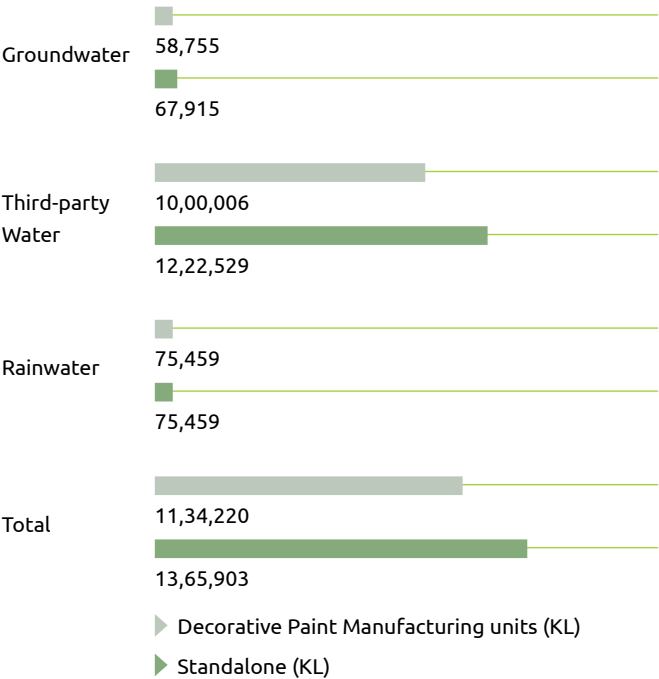 Groundwater
58,755
67,915
Third-party
Water
10,00,006
12,22,529
Rainwater
75,459
75,459
Total
11,34,220
13,65,903
Decorative Paint Manufacturing units (KL)
Standalone (KL)